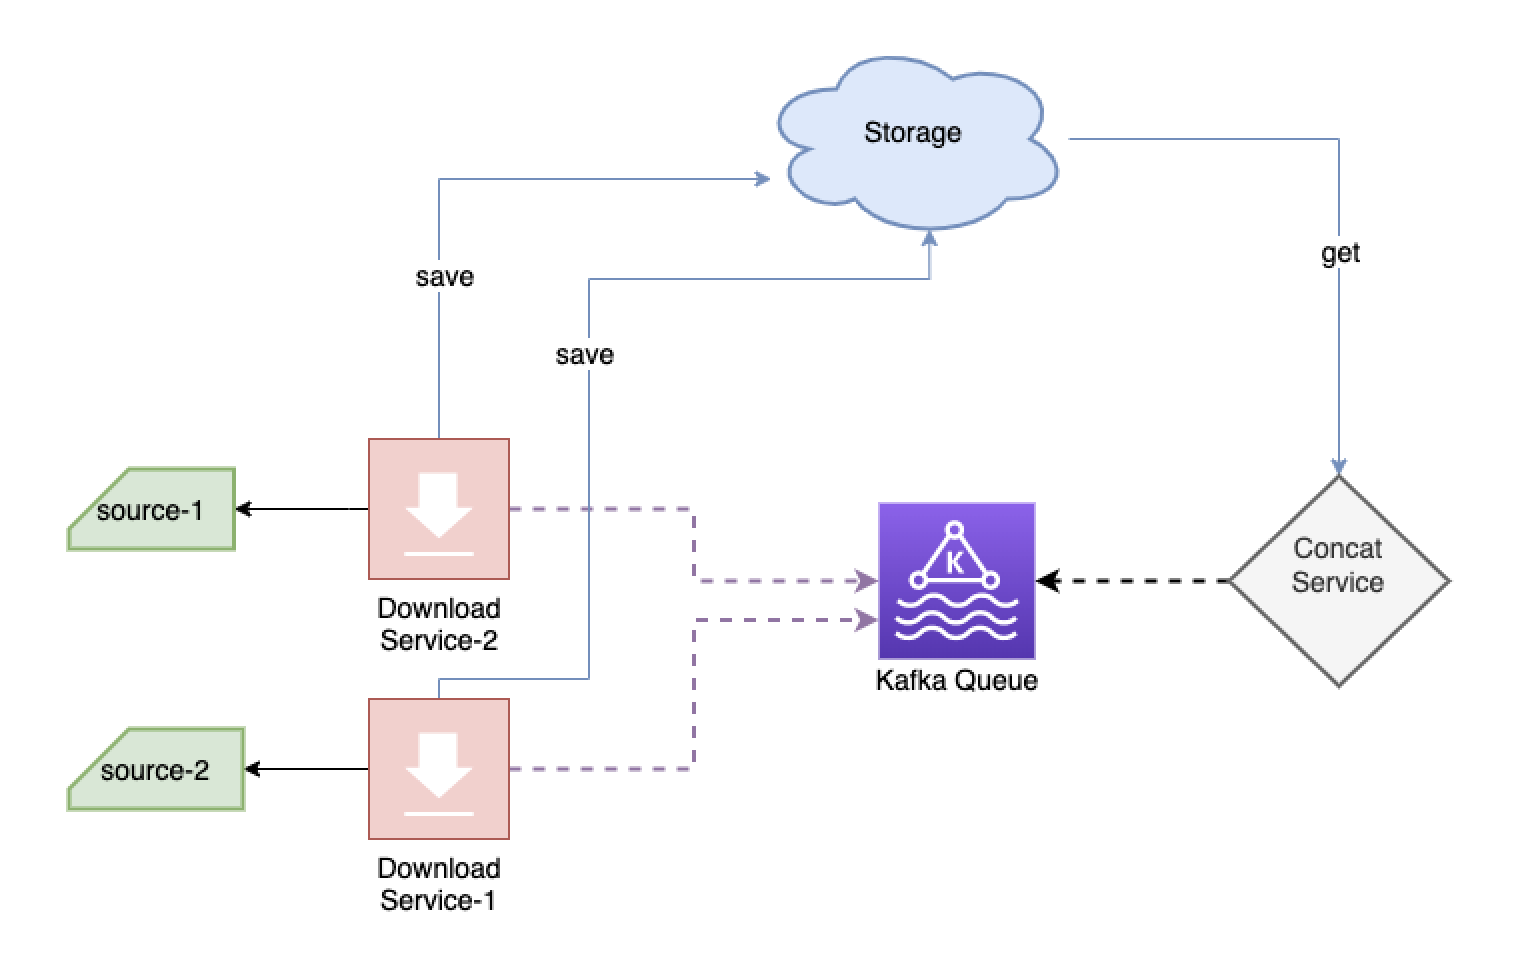 Storage
get
save
save
source-1
Download
Service-2
K
Kafka Queue
Concat
Service
source-2
Download
Service-1